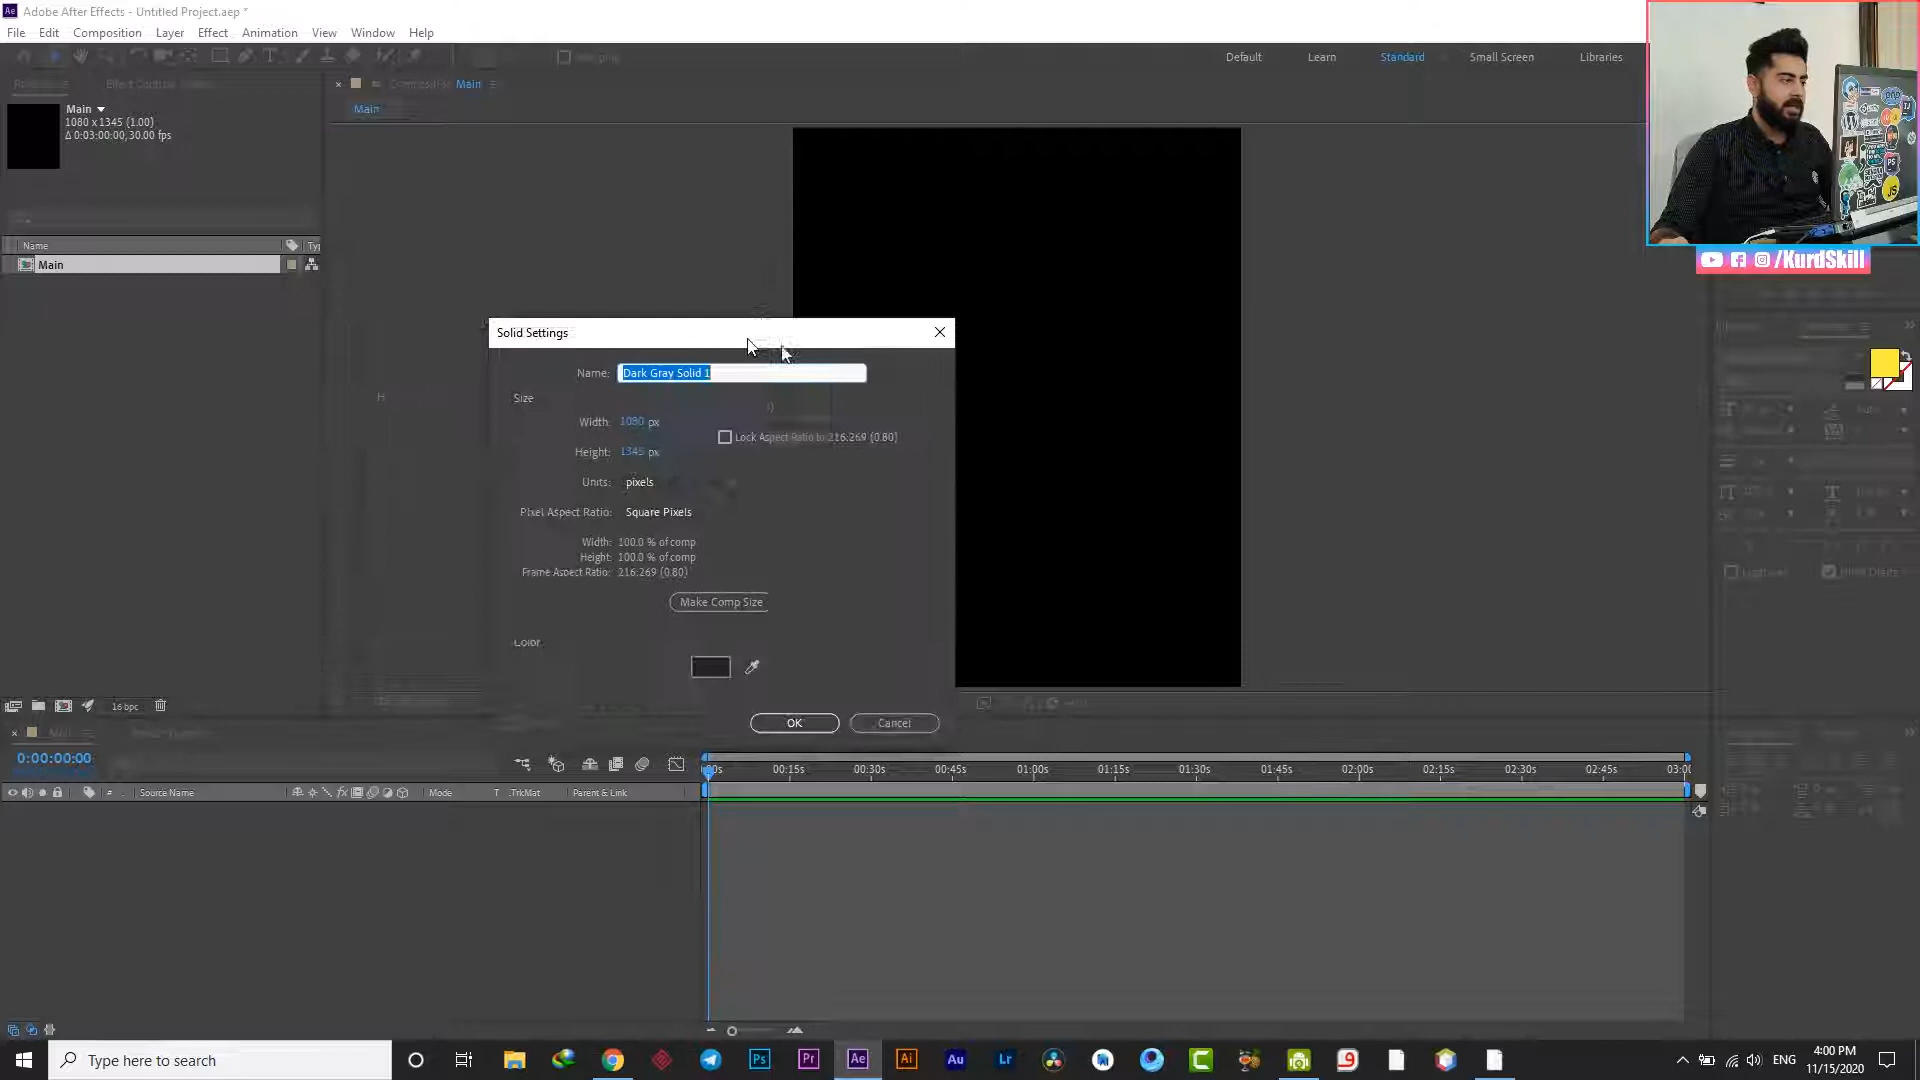 Adobe After Effects - Untitled Project.aep *
File Edit Composition Layer Effect Animation View Window Help
Default Learn Standard Small Screen Libraries
Main
Main
1080 x 1345 (1.00)
Δ 0:03:00:00, 30.00 fps
Main
Name
Main
Solid Settings
Name: Dark Gray Solid 1
Size
Width: 1080 px
Lock Aspect Ratio to 216:269 (0.80)
Height: 1345 px
Units: pixels
Pixel Aspect Ratio: Square Pixels
Width: 100.0 % of comp
Height: 100.0 % of comp
Frame Aspect Ratio: 216:269 (0.80)
Make Comp Size
Color
OK Cancel
/KurdSkill
16 bpc
0:00:00:00
00:15s 00:30s 00:45s 01:00s 01:15s 01:30s 01:45s 02:00s 02:15s 02:30s 02:45s
# Source Name Mode T .TrkMat Parent & Link
Type here to search
Ps Pr Ae Ai Au Lr
ENG
4:00 PM
11/15/2020